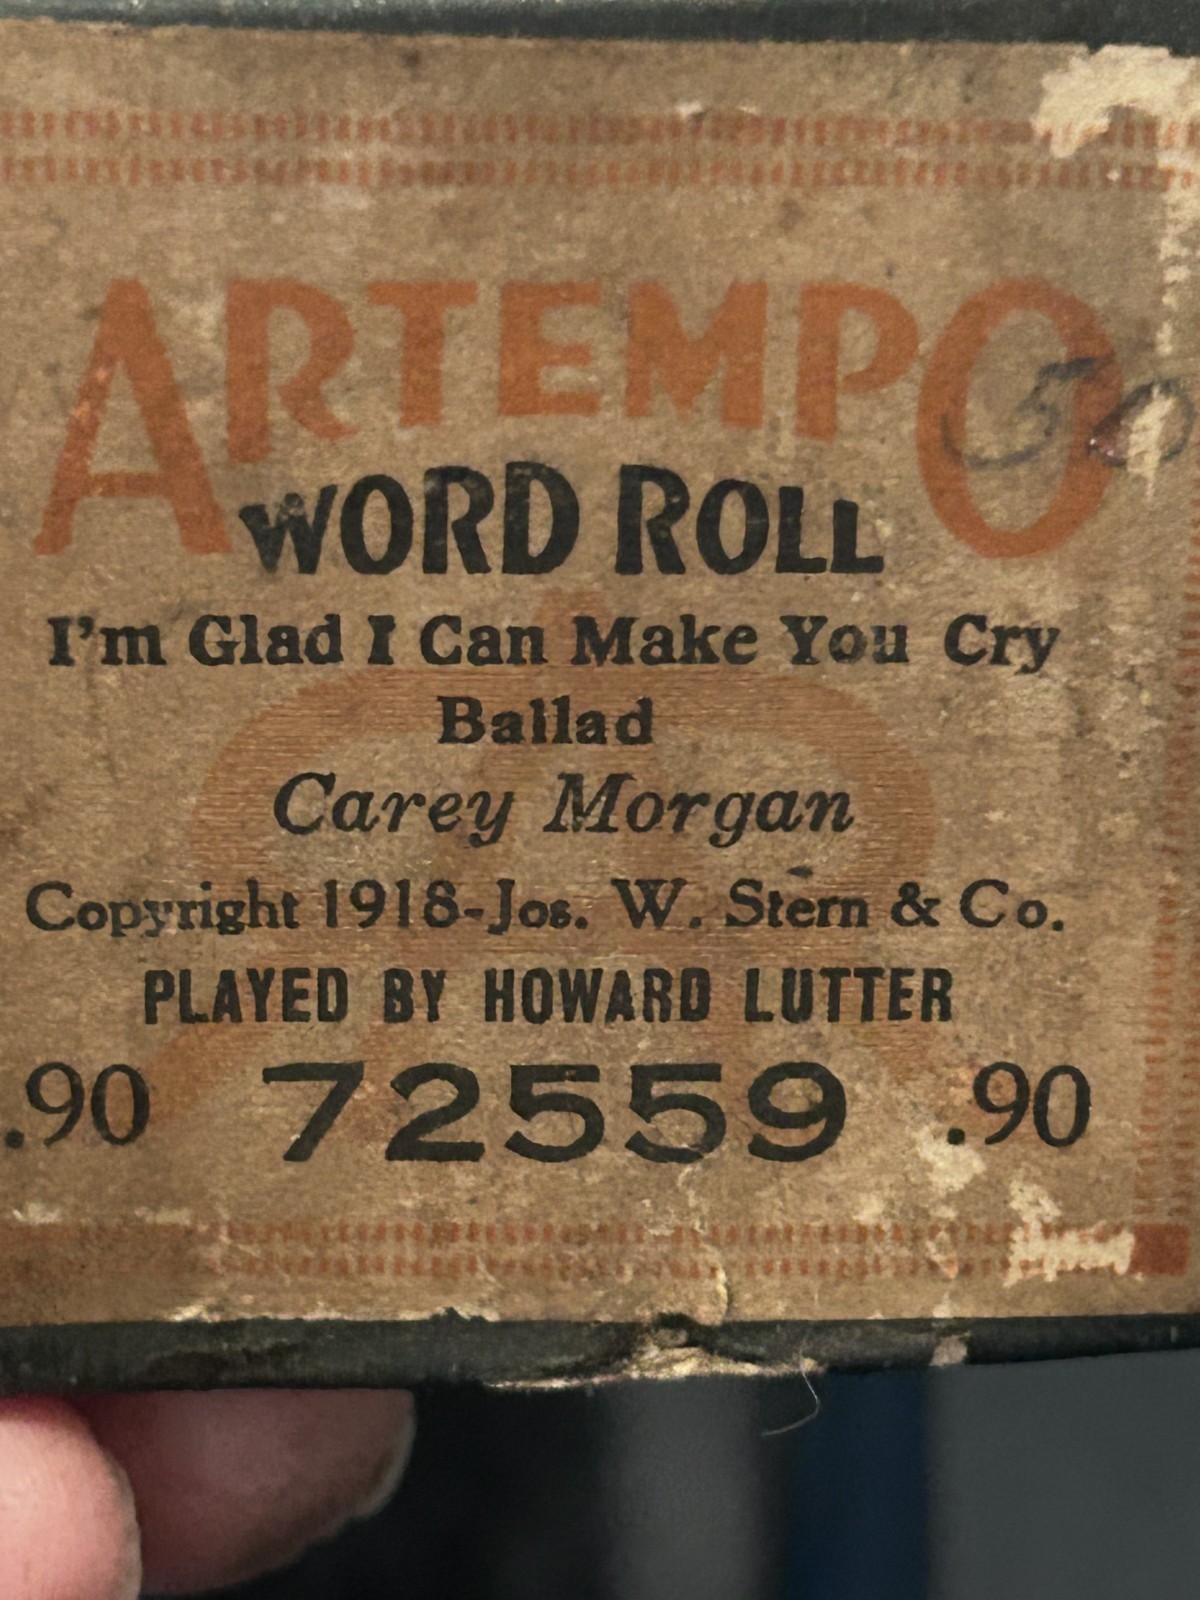 ARTEMPO
50
WORD ROLL
I'm Glad I Can Make You Cry
Ballad
Carey Morgan
Copyright 1918-Jos. W. Stern & Co.
PLAYED BY HOWARD LUTTER
.90 72559 .90